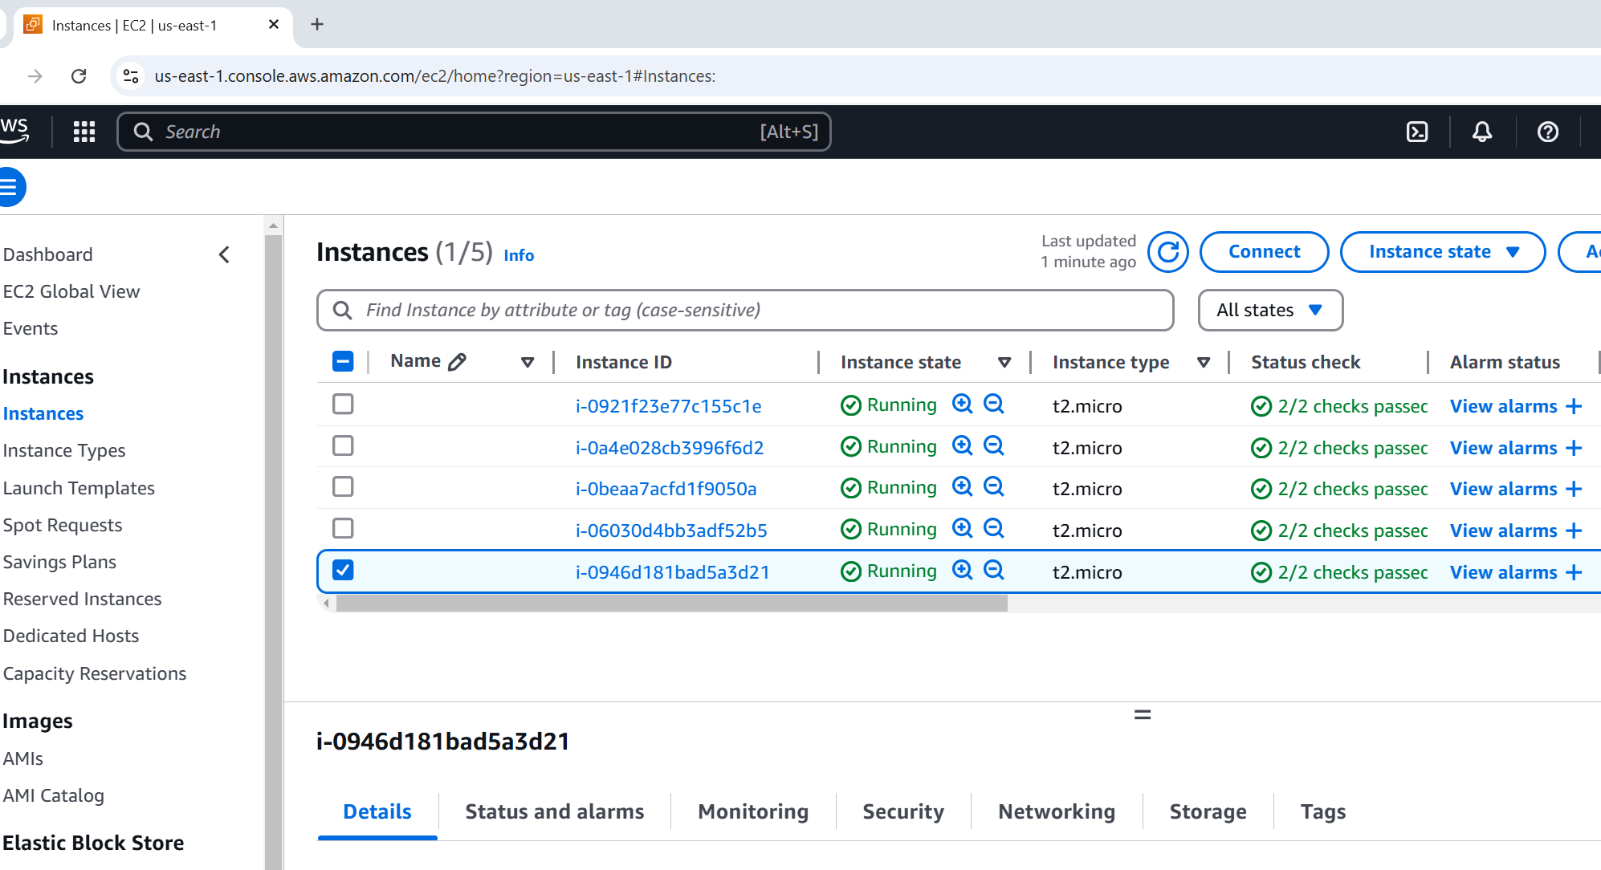 Instances | EC2 | us-east-1
us-east-1.console.aws.amazon.com/ec2/home?region=us-east-1#Instances:
Search [Alt+S]
Dashboard
EC2 Global View
Events
Instances
Instances
Instance Types
Launch Templates
Spot Requests
Savings Plans
Reserved Instances
Dedicated Hosts
Capacity Reservations
Images
AMIs
AMI Catalog
Elastic Block Store
Instances (1/5) Info
Last updated
1 minute ago
Connect
Instance state
Find Instance by attribute or tag (case-sensitive)
All states
Name Instance ID Instance state Instance type Status check Alarm status
i-0921f23e77c155c1e Running t2.micro 2/2 checks passed View alarms +
i-0a4e028cb3996f6d2 Running t2.micro 2/2 checks passed View alarms +
i-0beaa7acfd1f9050a Running t2.micro 2/2 checks passed View alarms +
i-06030d4bb3adf52b5 Running t2.micro 2/2 checks passed View alarms +
i-0946d181bad5a3d21 Running t2.micro 2/2 checks passed View alarms +
i-0946d181bad5a3d21
Details Status and alarms Monitoring Security Networking Storage Tags